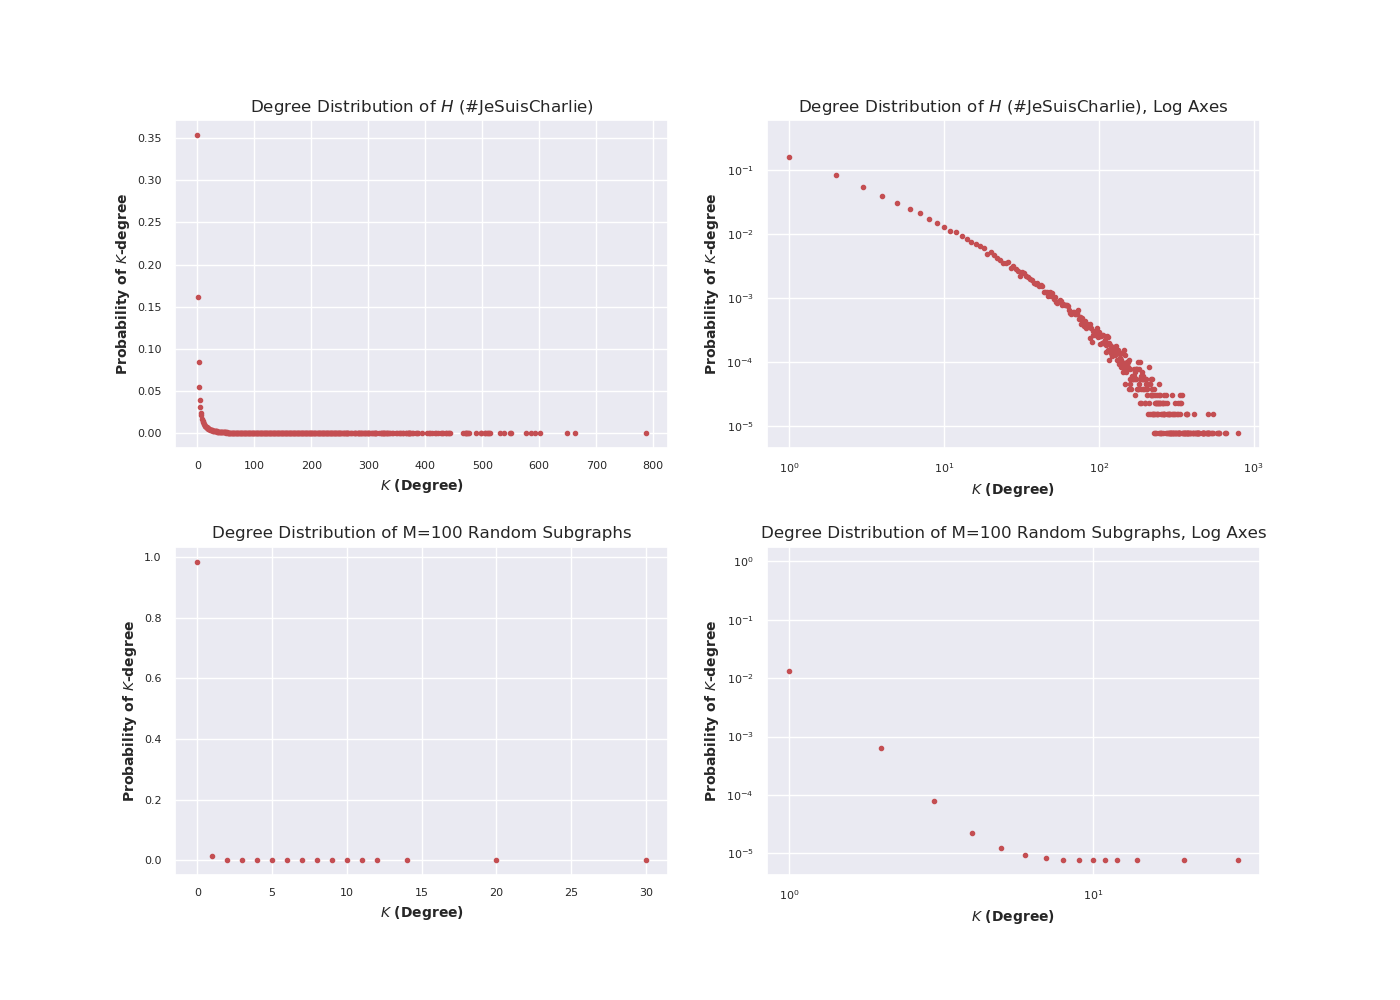 Degree Distribution of H (#JeSuisCharlie)
Probability of K-degree
0.35
0.30
0.25
0.20
0.15
0.10
0.05
0.00
0 100 200 300 400 500 600 700 800
K (Degree)
Degree Distribution of H (#JeSuisCharlie), Log Axes
Probability of K-degree
10⁻¹
10⁻²
10⁻³
10⁻⁴
10⁻⁵
10⁰ 10¹ 10² 10³
K (Degree)
Degree Distribution of M=100 Random Subgraphs
Probability of K-degree
1.0
0.8
0.6
0.4
0.2
0.0
0 5 10 15 20 25 30
K (Degree)
Degree Distribution of M=100 Random Subgraphs, Log Axes
Probability of K-degree
10⁰
10⁻¹
10⁻²
10⁻³
10⁻⁴
10⁻⁵
10⁰ 10¹
K (Degree)